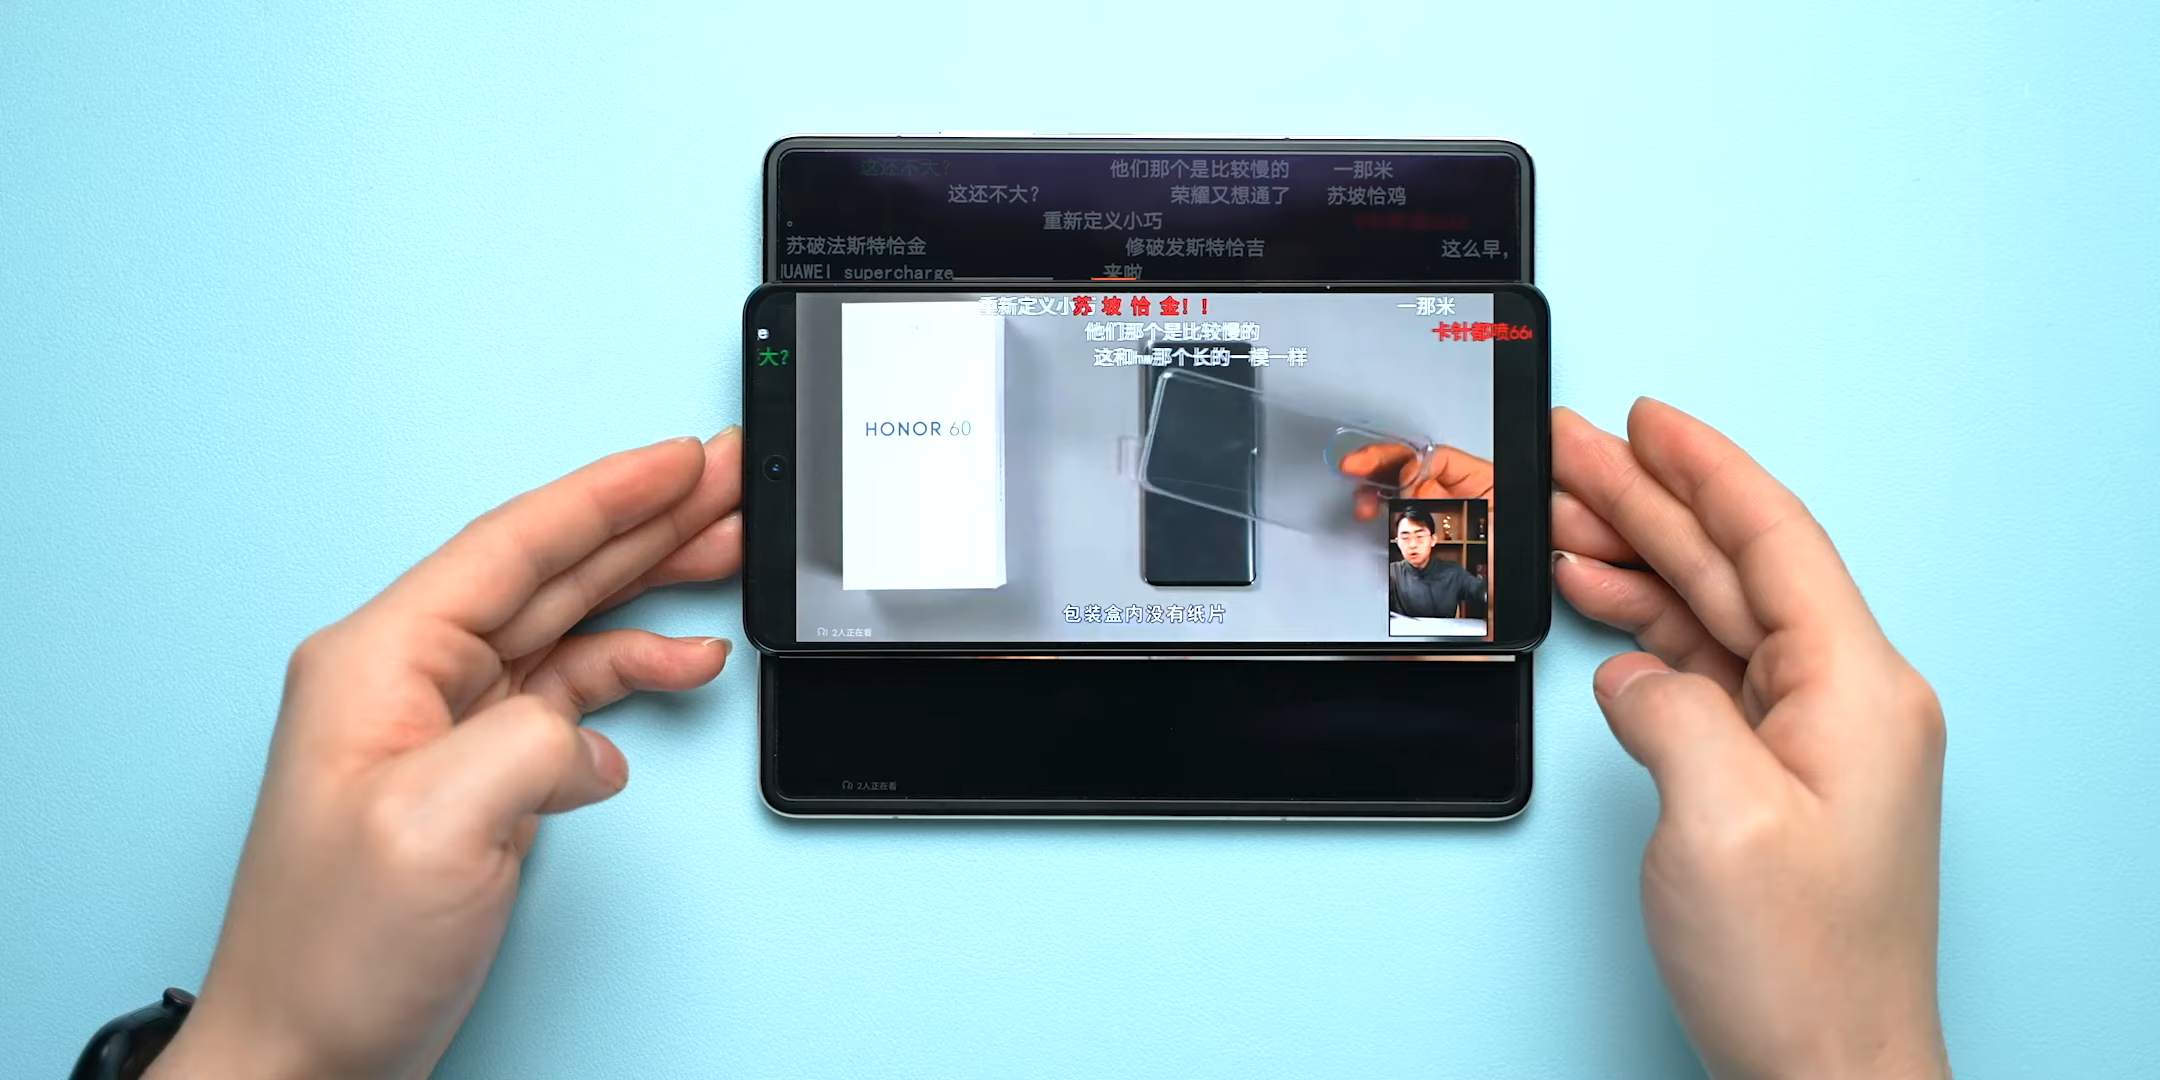 这还不大?
他们那个是比较慢的
一那米
这还不大?
荣耀又想通了
苏坡恰鸡
重新定义小巧
苏破法斯特恰金
修破发斯特恰吉
这么早,
UAWEI supercharge
来啦
重新定义小
苏 坡 恰 金!!
一那米
e
他们那个是比较慢的
卡针都喷66
大?
这和hw那个长的一模一样
HONOR 60
包装盒内没有纸片
2人正在看
2人正在看